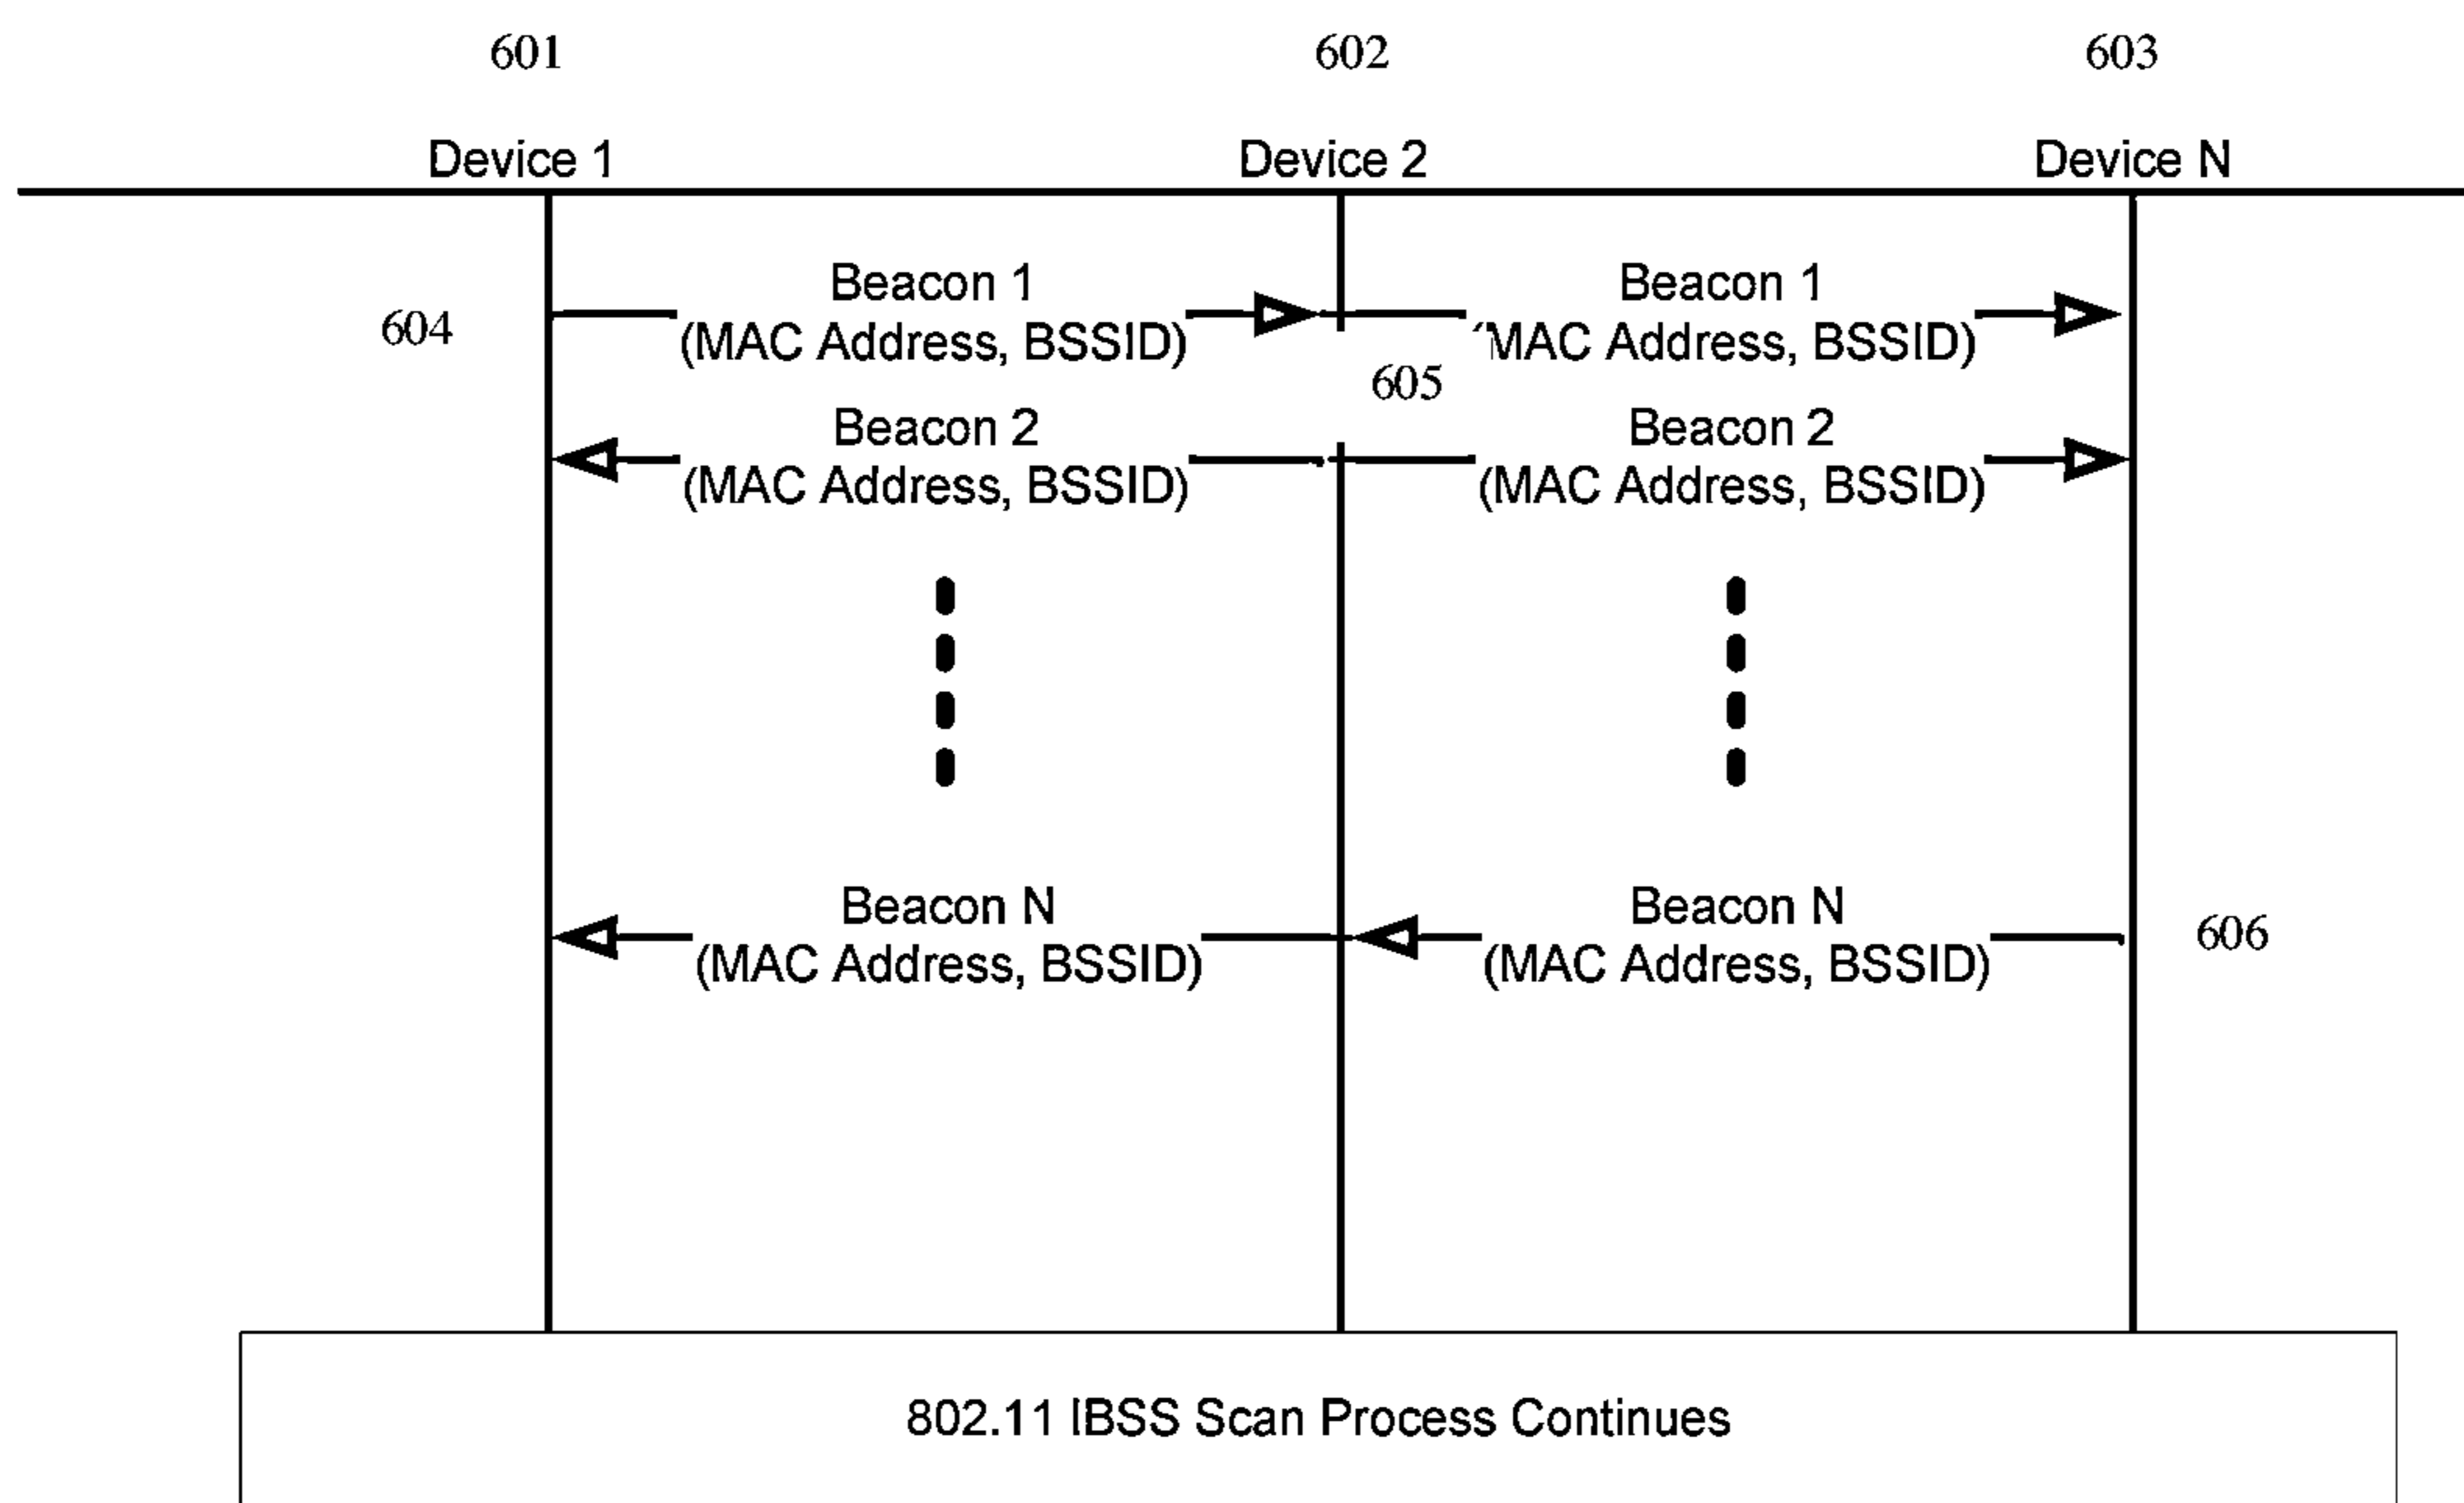 601 602 603
Device 1 Device 2 Device N
Beacon 1 Beacon 1
604 (MAC Address, BSSID) MAC Address, BSSID)
605
Beacon 2 Beacon 2
(MAC Address, BSSID) (MAC Address, BSSID)
Beacon N Beacon N
606
(MAC Address, BSSID) (MAC Address, BSSID)
802.11 IBSS Scan Process Continues